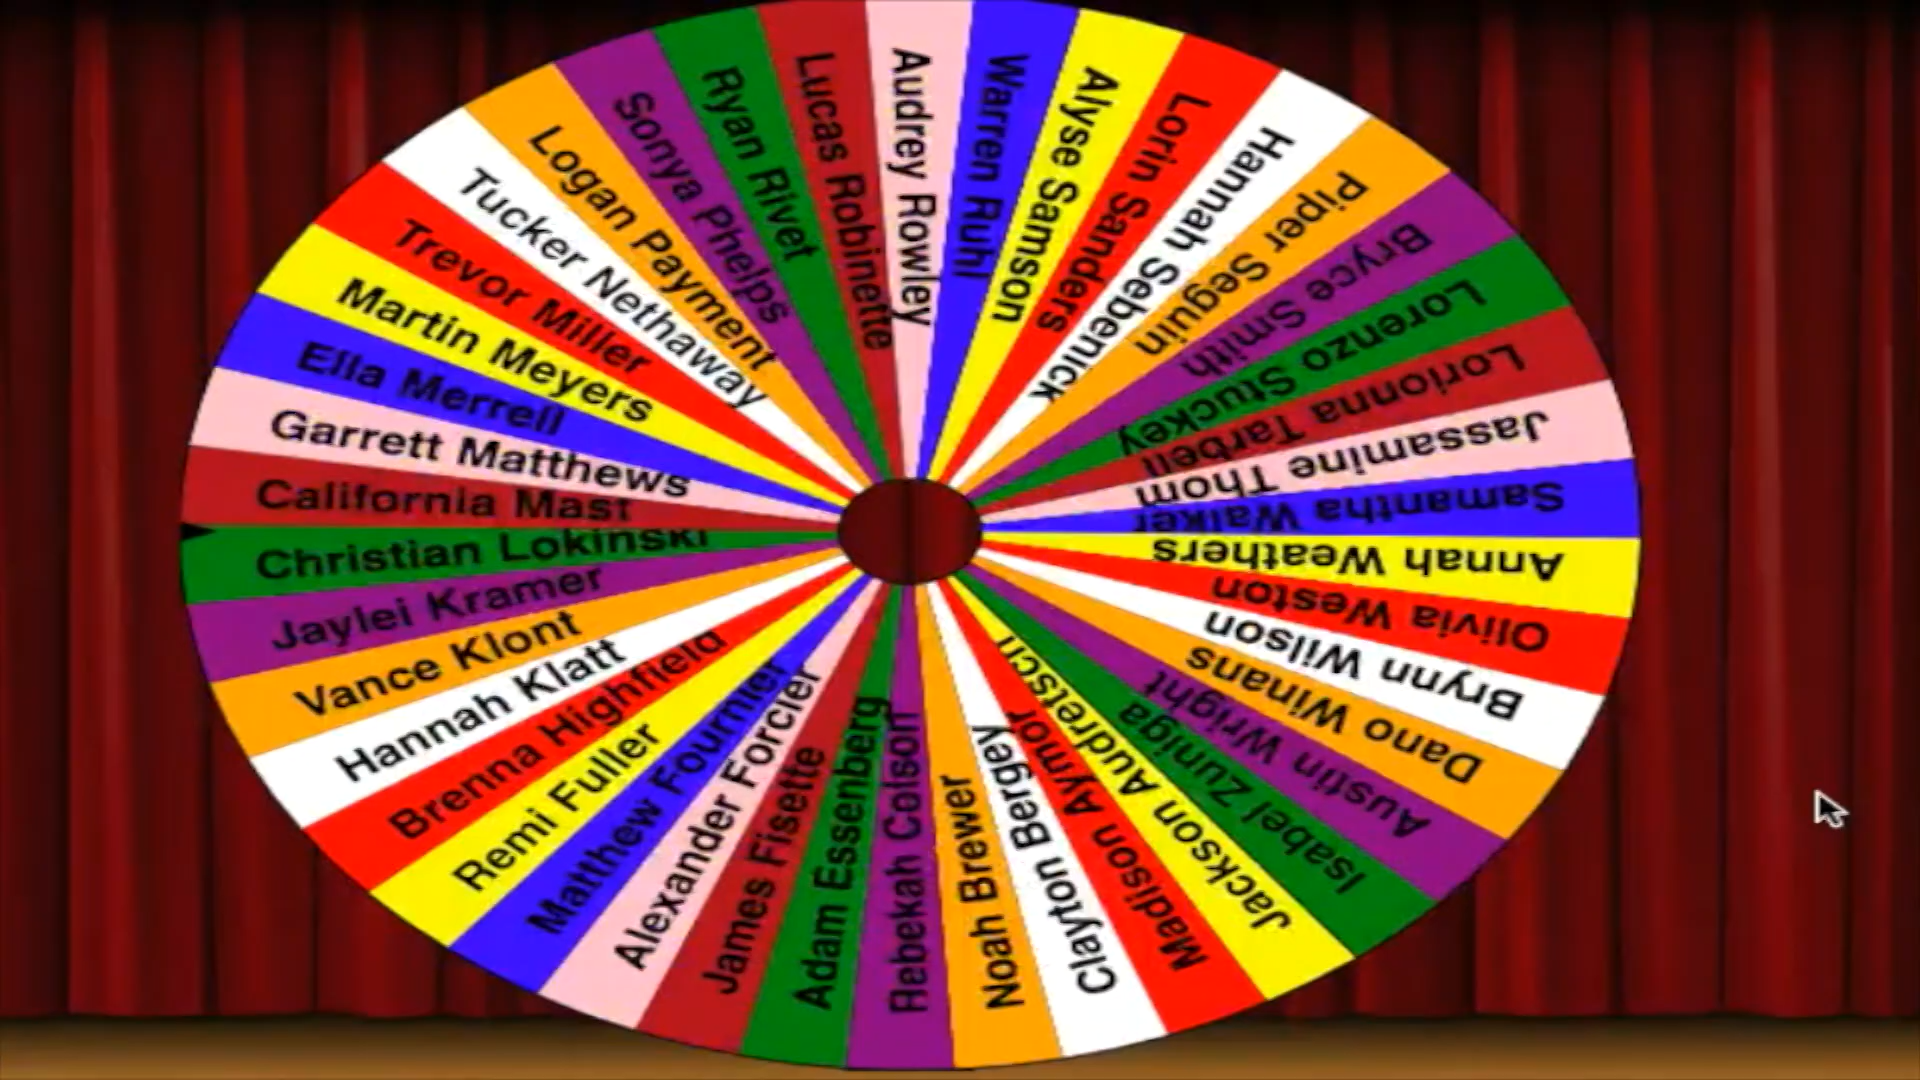 Audrey Rowley
Warren Ruhl
Alyse Samson
Lorin Sanders
Hannah Sebenick
Piper Seguin
Bryce Smith
Lorenzo Stuckey
Lorionna Tarbell
Jassamine Thom
Samantha Walker
Annah Weathers
Olivia Weston
Brynn Wilson
Dano Winans
Austin Wright
Isabel Zuniga
Jackson Audretsch
Madison Aymor
Clayton Bergey
Noah Brewer
Rebekah Colson
Adam Essenberg
James Fisette
Alexander Forcier
Matthew Fournier
Remi Fuller
Brenna Highfield
Hannah Klatt
Vance Klont
Jaylei Kramer
Christian Lokinski
California Mast
Garrett Matthews
Ella Merrell
Martin Meyers
Trevor Miller
Tucker Nethaway
Logan Payment
Sonya Phelps
Ryan Rivet
Lucas Robinette